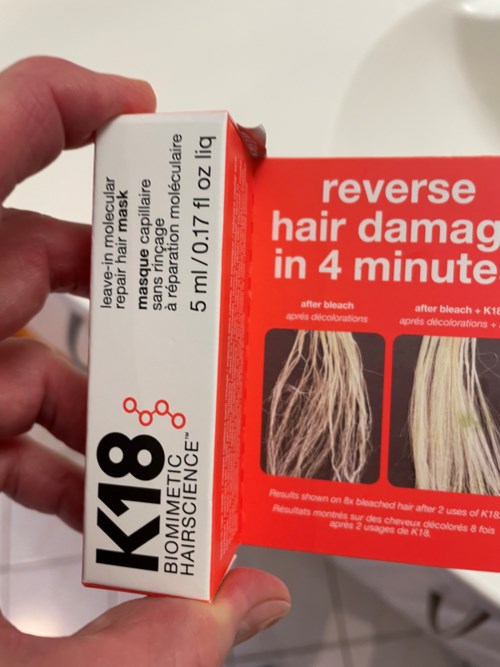 leave-in molecular
repair hair mask
masque capillaire
sans rinçage
à réparation moléculaire
5 ml/0.17 fl oz liq
K18
BIOMIMETIC
HAIRSCIENCE™
reverse
hair damag
in 4 minute
after bleach
aprés décolorations
after bleach + K18
aprés décolorations +
Results shown on 8x bleached hair after 2 uses of K18.
Résultats montrés sur des cheveux décolorés 8 fois
après 2 usages de K18.